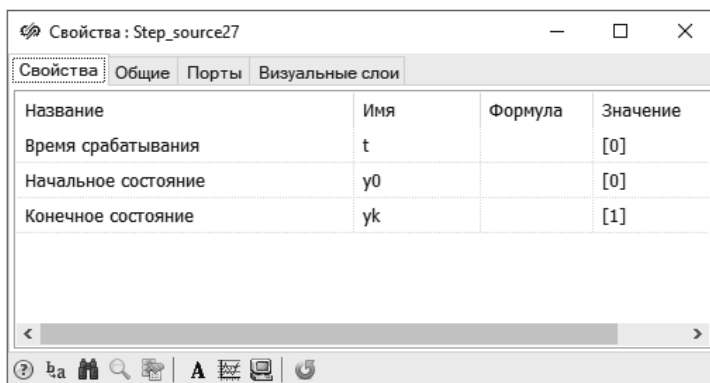 Свойства : Step_source27
Свойства Общие Порты Визуальные слои
Название Имя Формула Значение
Время срабатывания t [0]
Начальное состояние y0 [0]
Конечное состояние yk [1]
? ьa A